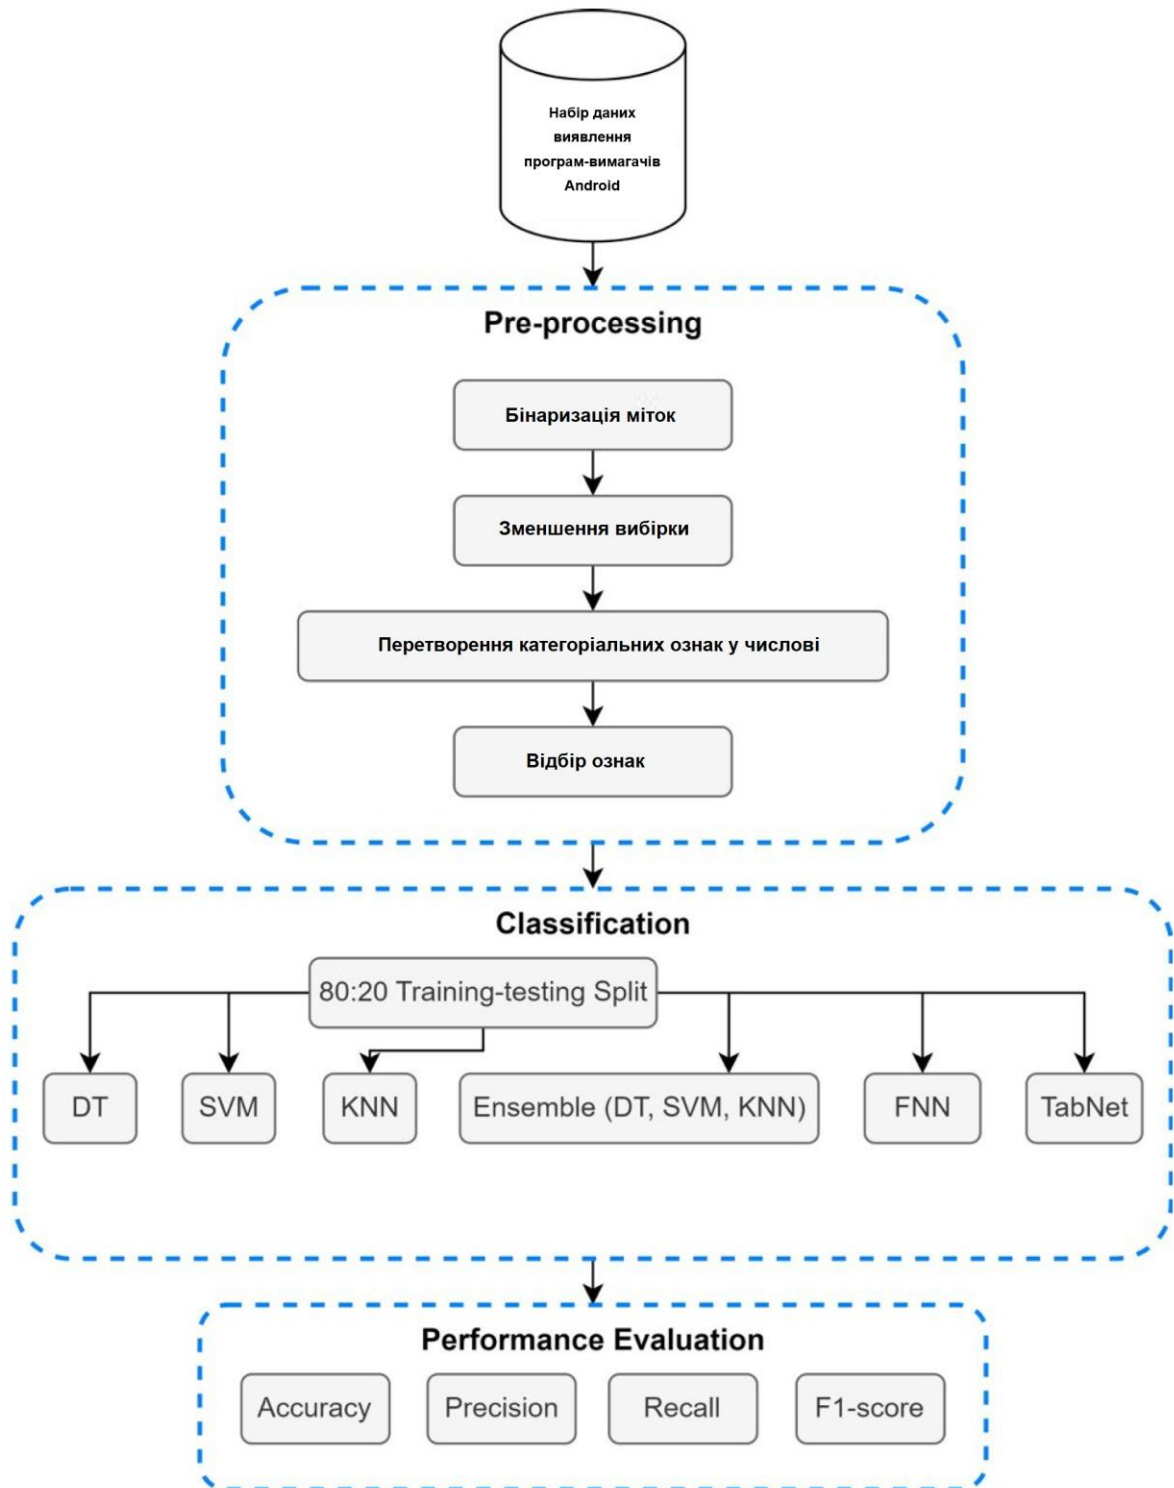 Набір даних
виявлення
програм-вимагачів
Android
Pre-processing
Бінаризація міток
Зменшення вибірки
Перетворення категоріальних ознак у числові
Відбір ознак
Classification
80:20 Training-testing Split
DT
SVM
KNN
Ensemble (DT, SVM, KNN)
FNN
TabNet
Performance Evaluation
Accuracy
Precision
Recall
F1-score